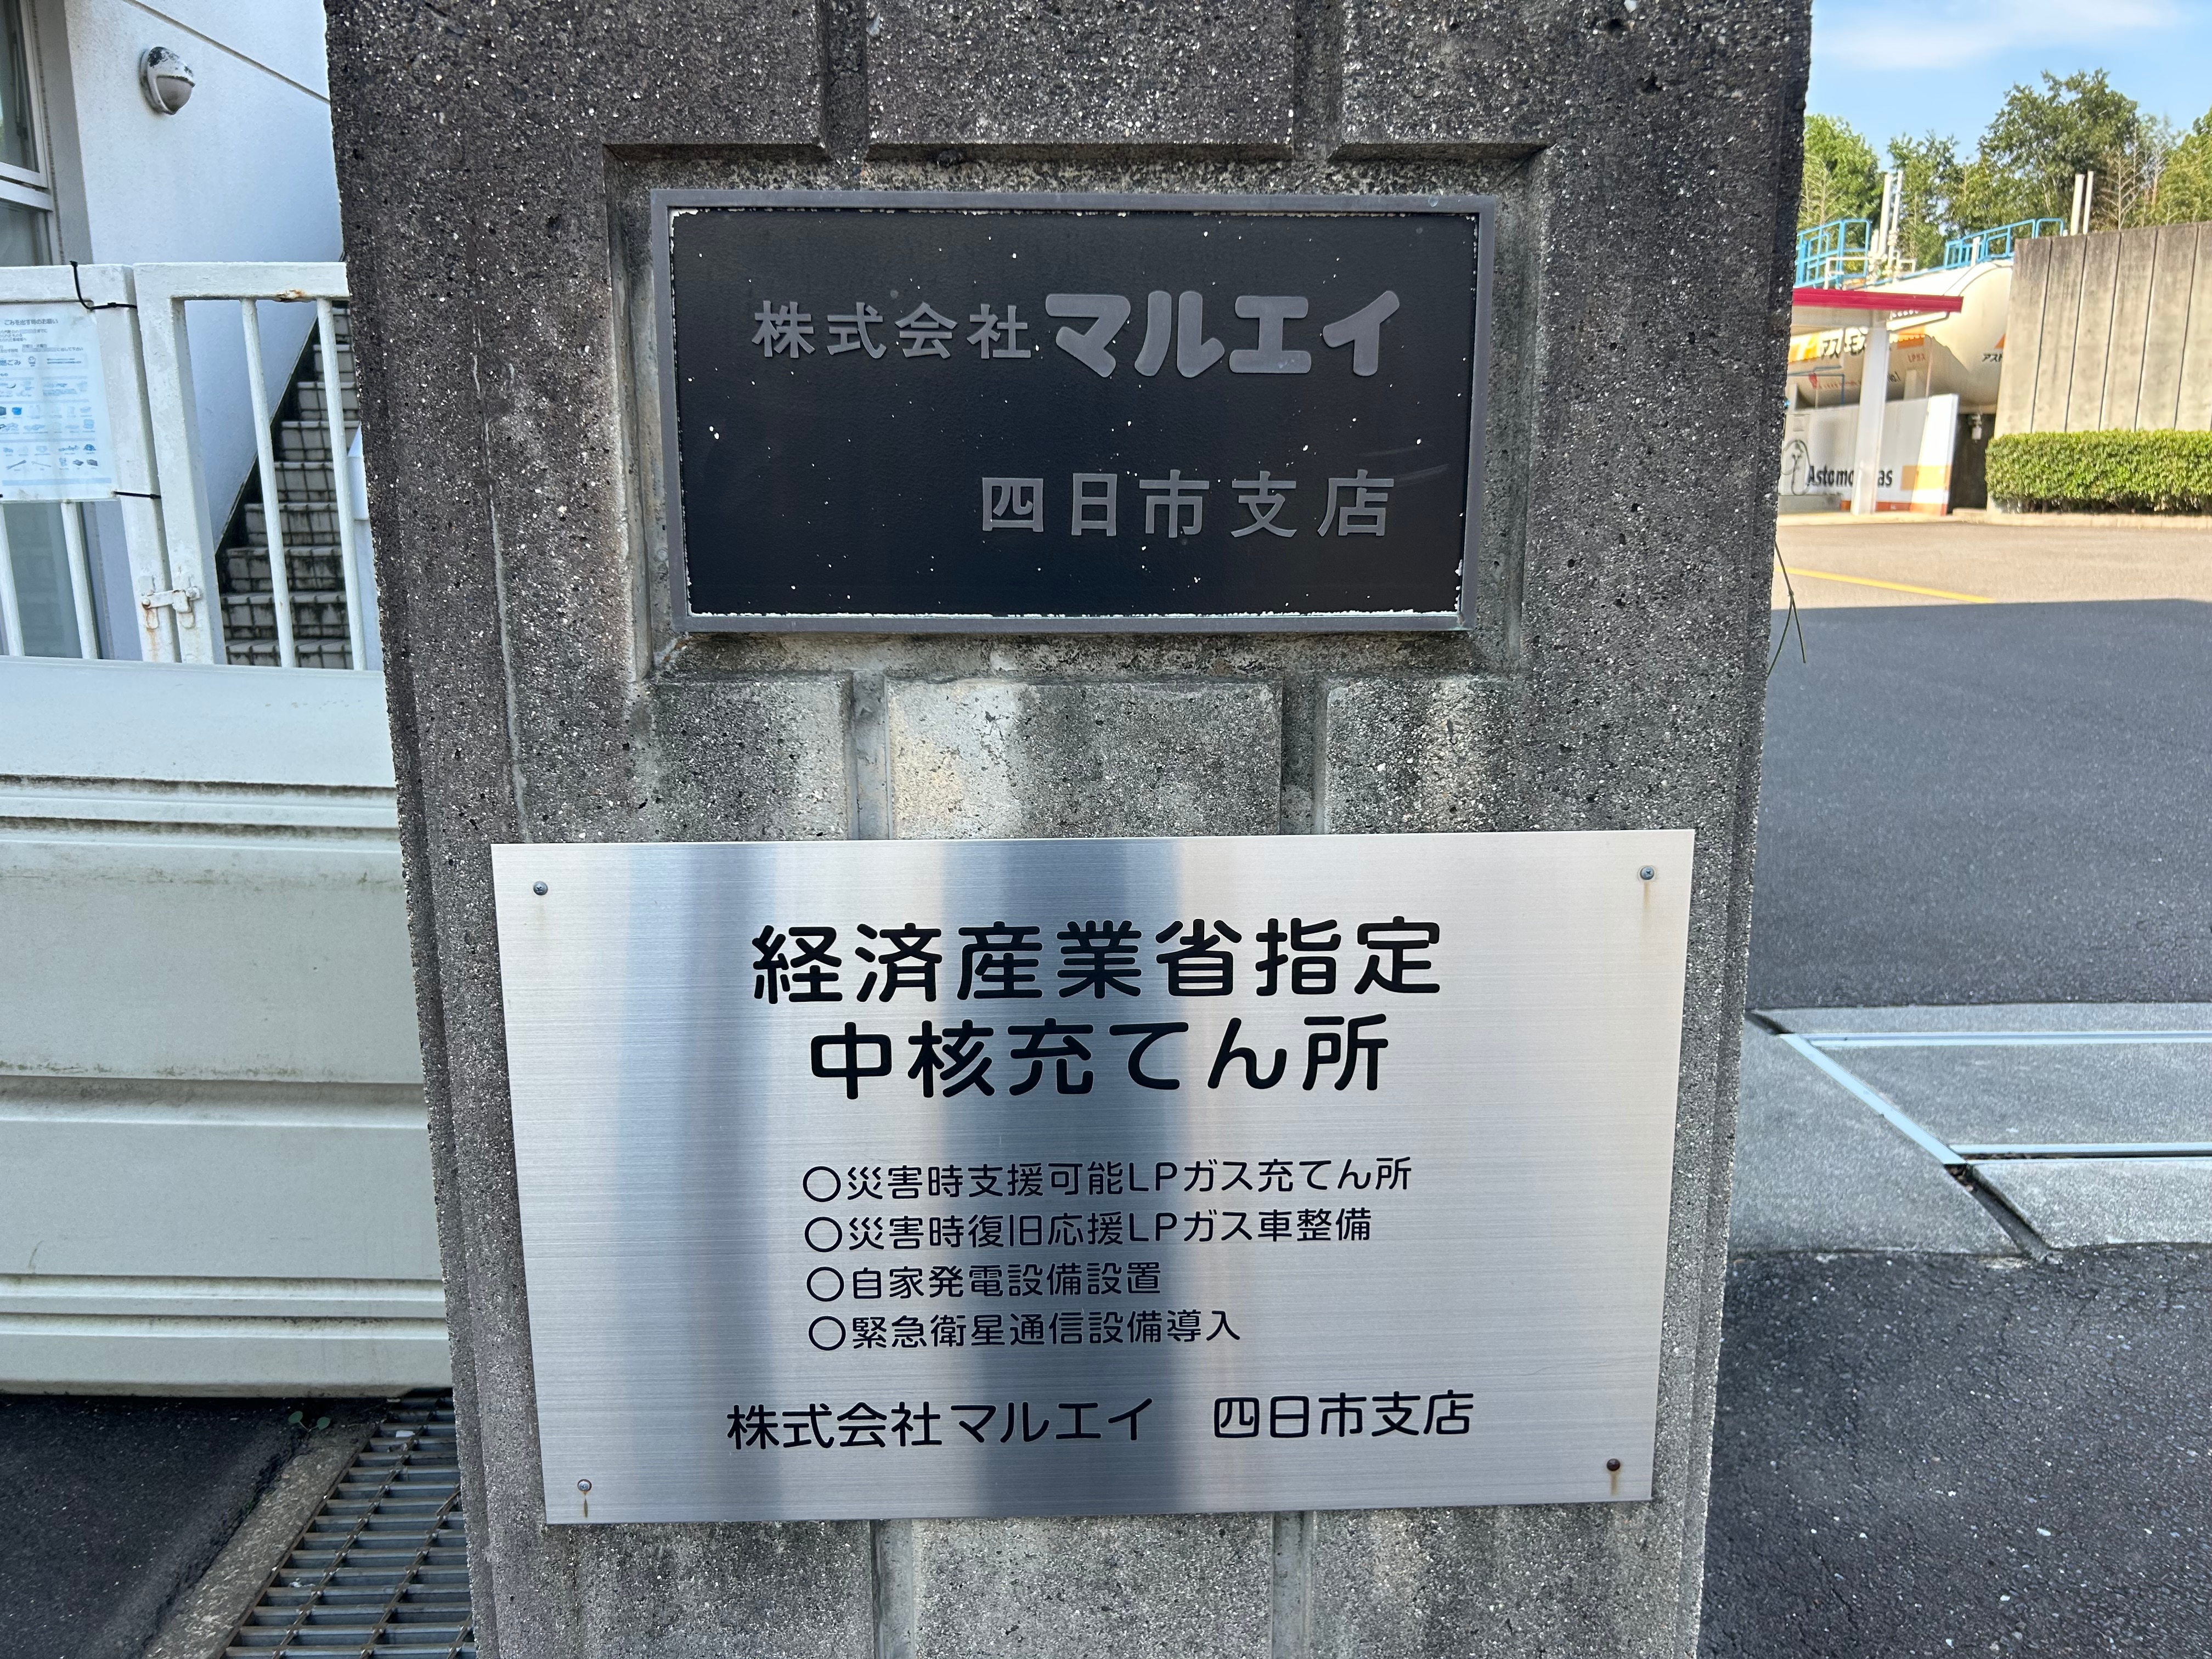 株式会社マルエイ
四日市支店
経済産業省指定
中核充てん所
○災害時支援可能LPガス充てん所
○災害時復旧応援LPガス車整備
○自家発電設備設置
○緊急衛星通信設備導入
株式会社マルエイ 四日市支店